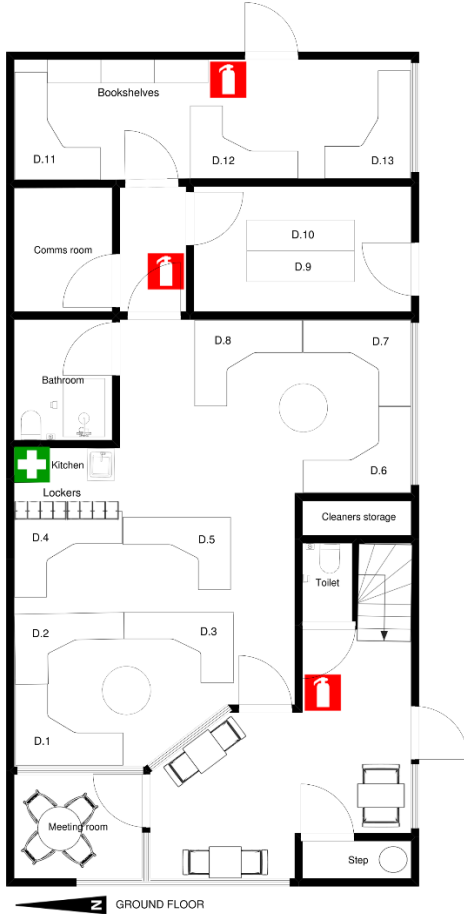 Bookshelves
D.11
D.12
D.13
Comms room
D.10
D.9
D.8
D.7
Bathroom
Kitchen
D.6
Lockers
Cleaners storage
D.4
D.5
Toilet
D.2
D.3
D.1
Meeting room
Step
N
GROUND FLOOR